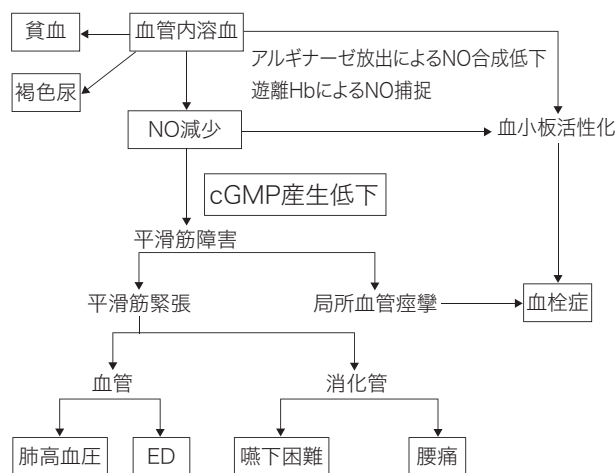 貧血
血管内溶血
褐色尿
アルギナーゼ放出によるNO合成低下
遊離HbによるNO捕捉
NO減少
血小板活性化
cGMP産生低下
平滑筋障害
平滑筋緊張
局所血管痙攣
血栓症
血管
消化管
肺高血圧
ED
嚥下困難
腰痛